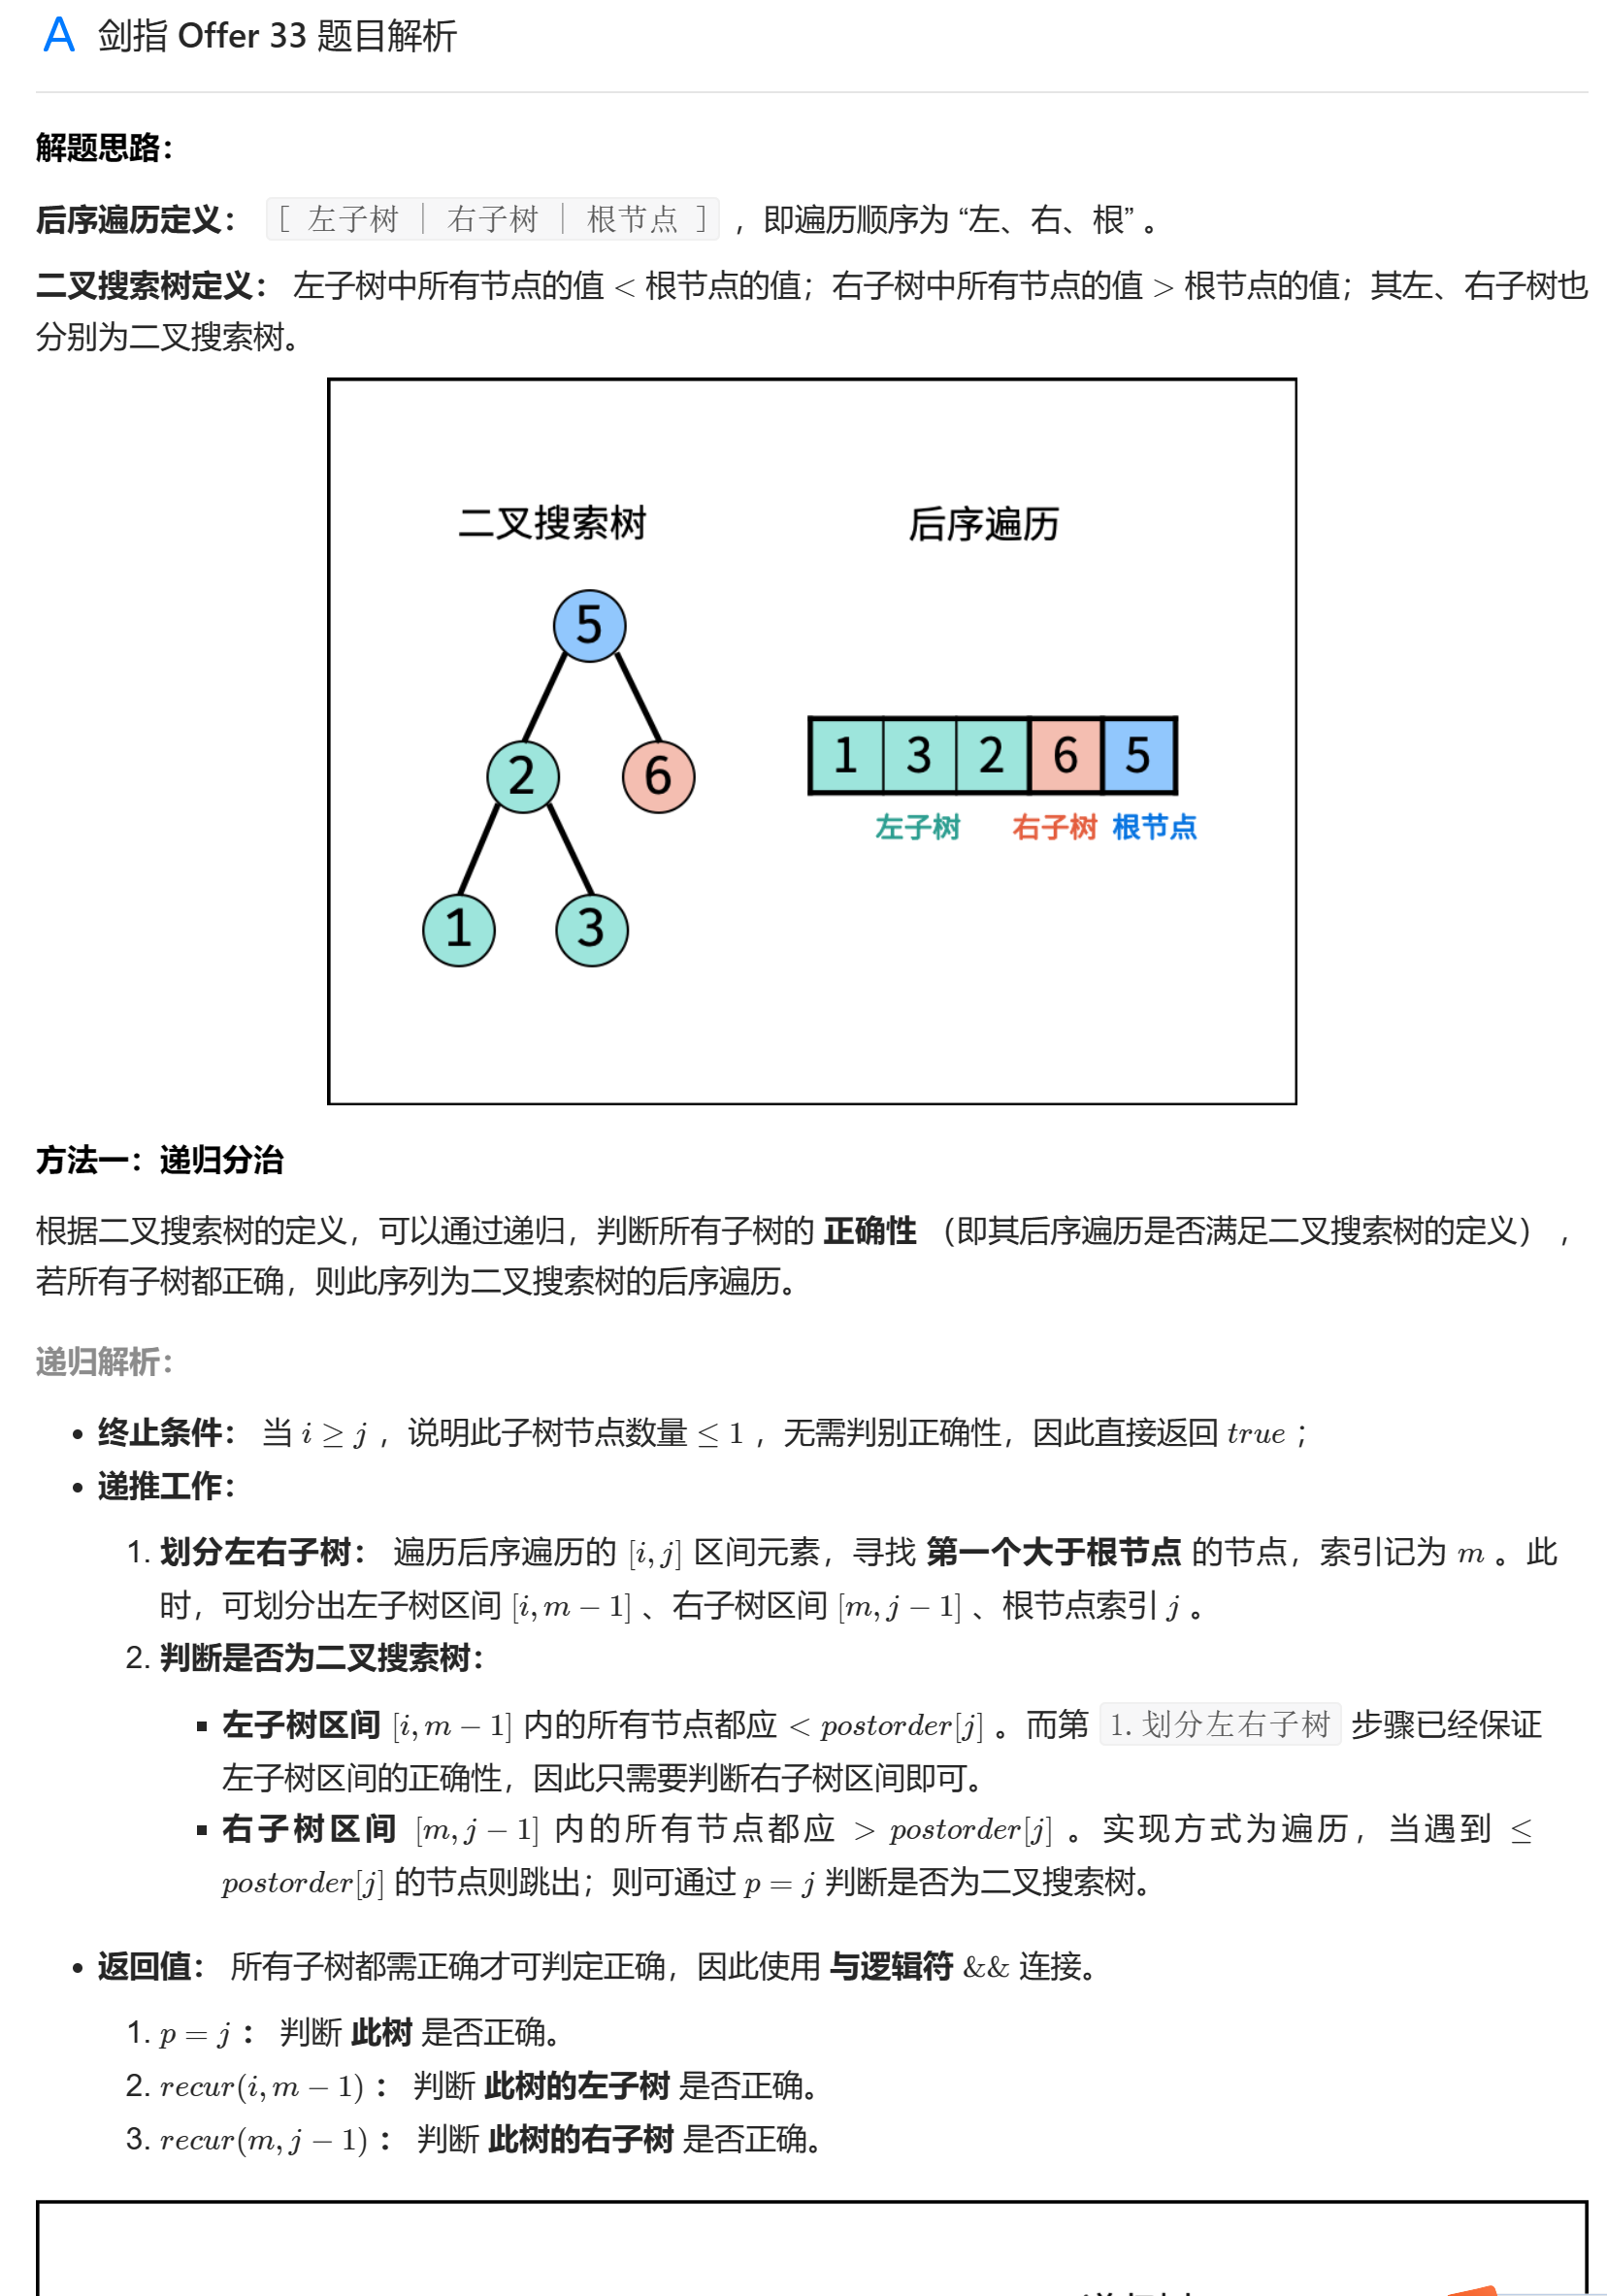 剑指 Offer 33 题目解析
解题思路：
后序遍历定义： [ 左子树 | 右子树 | 根节点 ] ，即遍历顺序为 “左、右、根” 。
二叉搜索树定义： 左子树中所有节点的值 < 根节点的值；右子树中所有节点的值 > 根节点的值；其左、右子树也
分别为二叉搜索树。
二叉搜索树 后序遍历
5
2 6
1 3
1 3 2 6 5
左子树 右子树 根节点
方法一：递归分治
根据二叉搜索树的定义，可以通过递归，判断所有子树的 正确性 （即其后序遍历是否满足二叉搜索树的定义） ，
若所有子树都正确，则此序列为二叉搜索树的后序遍历。
递归解析：
• 终止条件： 当 i ≥ j ，说明此子树节点数量 ≤ 1 ，无需判别正确性，因此直接返回 true ；
• 递推工作：
1. 划分左右子树： 遍历后序遍历的 [i, j] 区间元素，寻找 第一个大于根节点 的节点，索引记为 m 。此
时，可划分出左子树区间 [i, m − 1] 、右子树区间 [m, j − 1] 、根节点索引 j 。
2. 判断是否为二叉搜索树：
▪ 左子树区间 [i, m − 1] 内的所有节点都应 < postorder[j] 。而第 1.划分左右子树 步骤已经保证
左子树区间的正确性，因此只需要判断右子树区间即可。
▪ 右子树区间 [m, j − 1] 内的所有节点都应 > postorder[j] 。实现方式为遍历，当遇到 ≤
postorder[j] 的节点则跳出；则可通过 p = j 判断是否为二叉搜索树。
• 返回值： 所有子树都需正确才可判定正确，因此使用 与逻辑符 && 连接。
1. p = j ： 判断 此树 是否正确。
2. recur(i, m − 1) ： 判断 此树的左子树 是否正确。
3. recur(m, j − 1) ： 判断 此树的右子树 是否正确。